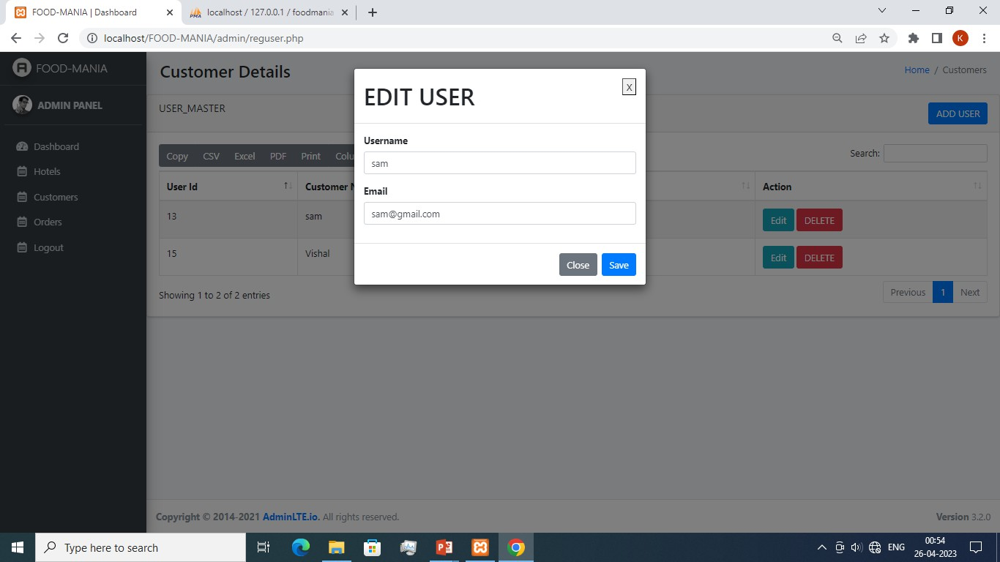 FOOD-MANIA | Dashboard
localhost / 127.0.0.1 / foodmania
localhost/FOOD-MANIA/admin/reguser.php
K
FOOD-MANIA
ADMIN PANEL
Dashboard
Hotels
Customers
Orders
Logout
Customer Details
Home / Customers
USER_MASTER
ADD USER
Copy CSV Excel PDF Print
Search:
User Id Customer Action
13 sam Edit DELETE
15 Vishal Edit DELETE
Showing 1 to 2 of 2 entries
Previous 1 Next
EDIT USER
X
Username
sam
Email
sam@gmail.com
Close Save
Copyright © 2014-2021 AdminLTE.io. All rights reserved.
Version 3.2.0
Type here to search
ENG
00:54
26-04-2023